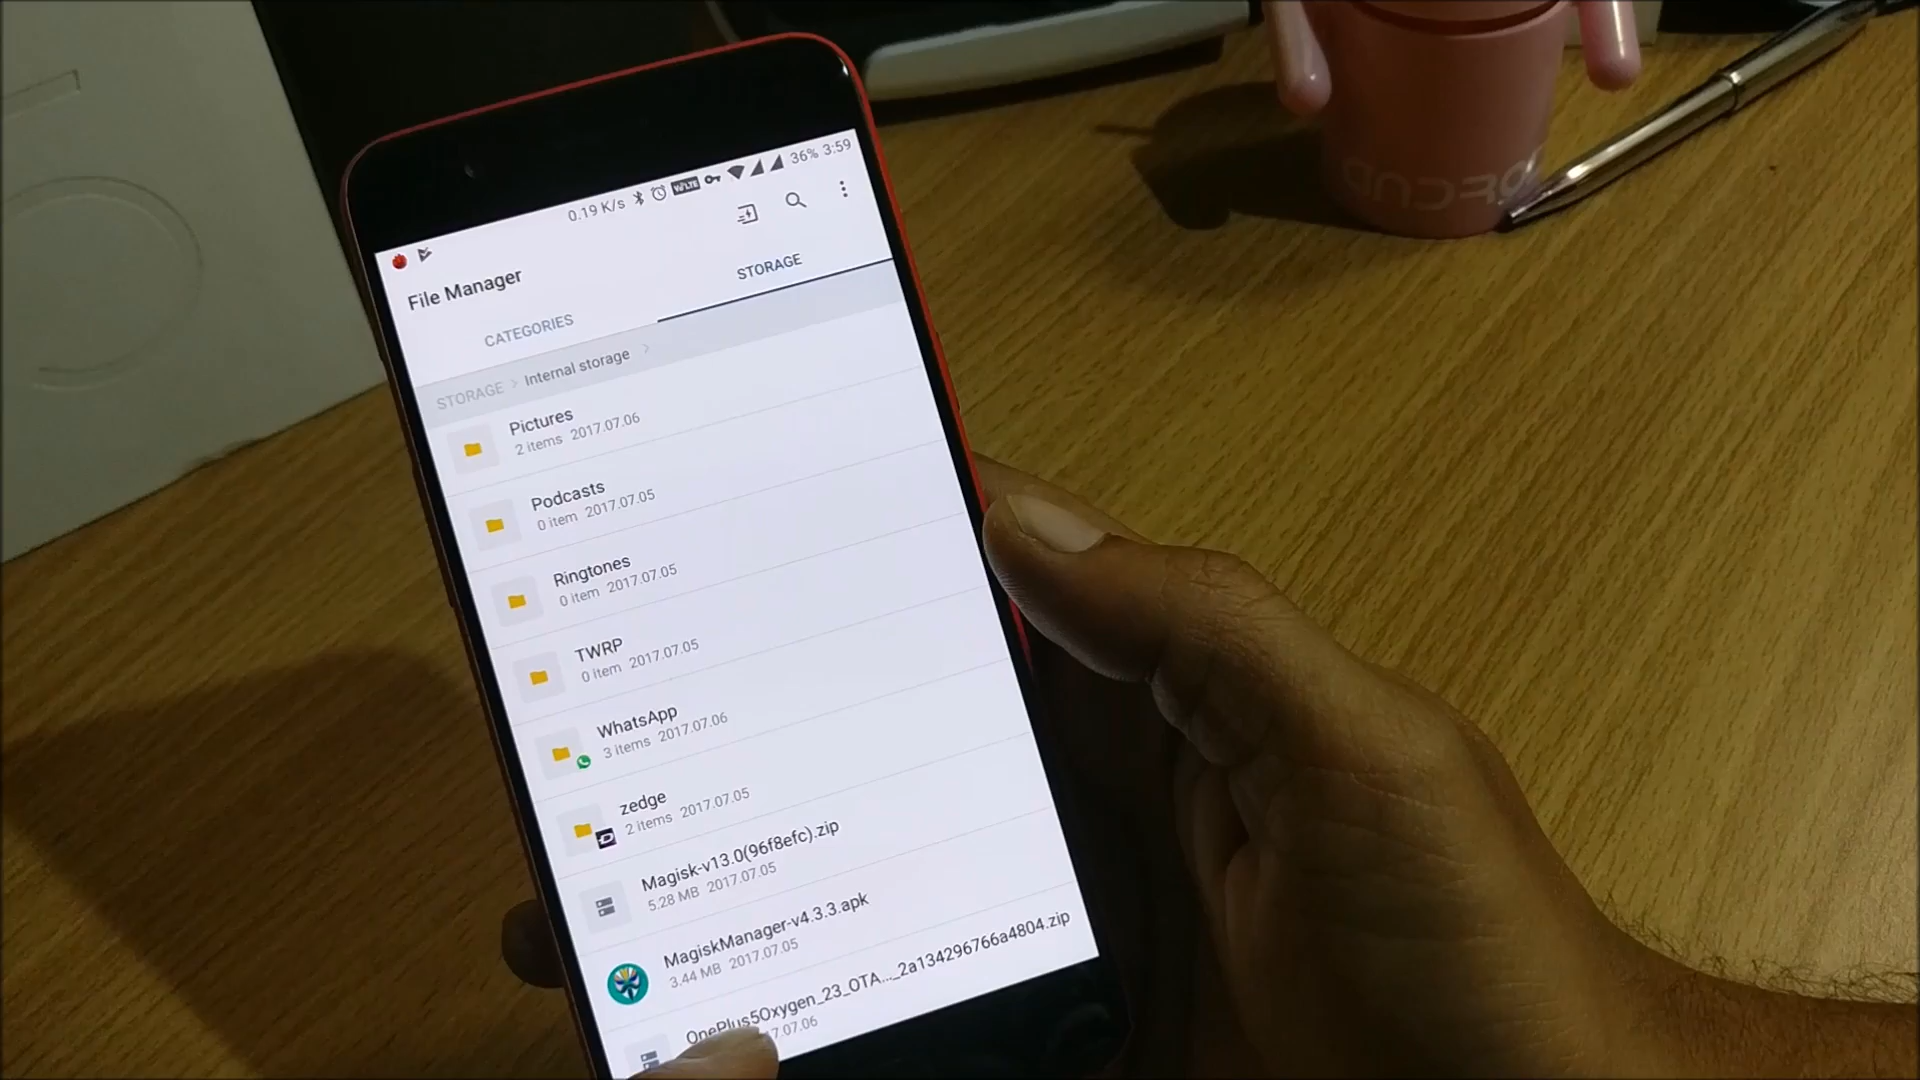 0.19 K/s VoLTE 36% 3:59
File Manager
CATEGORIES
STORAGE
STORAGE > Internal storage >
Pictures
2 items 2017.07.06
Podcasts
0 item 2017.07.05
Ringtones
0 item 2017.07.05
TWRP
0 item 2017.07.05
WhatsApp
3 items 2017.07.06
zedge
2 items 2017.07.05
Magisk-v13.0(96f8efc).zip
5.28 MB 2017.07.05
MagiskManager-v4.3.3.apk
3.44 MB 2017.07.05
OnePlus5Oxygen_23_OTA..._2a134296766a4804.zip
17.07.06